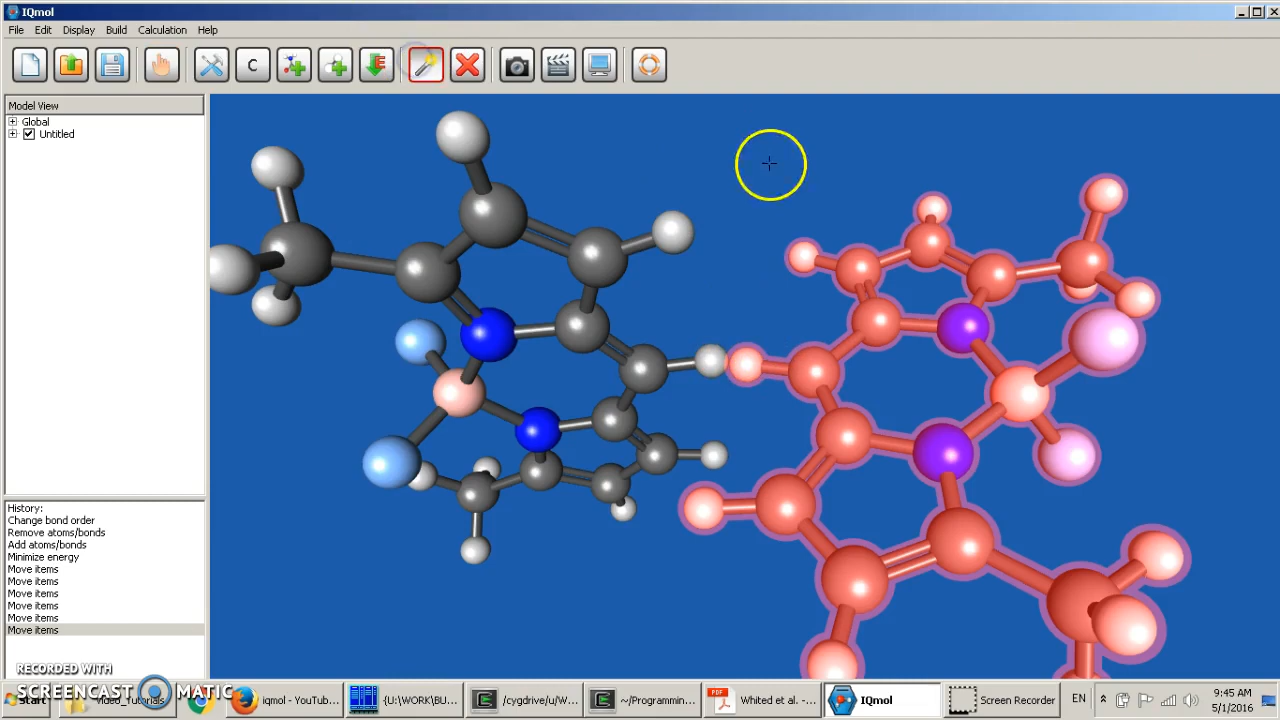 IQmol
File Edit Display Build Calculation Help
C
E
Model View
Global
Untitled
History:
Change bond order
Remove atoms/bonds
Add atoms/bonds
Minimize energy
Move items
Move items
Move items
Move items
Move items
Move items
RECORDED WITH
SCREENCAST MATIC
Start
iqmol - YouTub...
{U:\WORK\BU...
/cygdrive/u/W...
~/Programmin...
PDF
Whited et al. -...
IQmol
Screen Recorder
EN
9:45 AM
5/1/2016